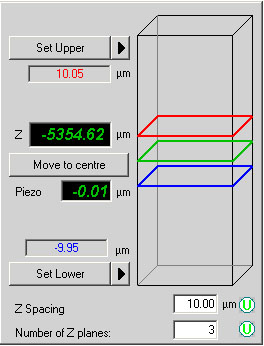 Set Upper
10.05 µm
Z -5354.62 µm
Move to centre
Piezo -0.01 µm
-9.95 µm
Set Lower
Z Spacing 10.00 µm U
Number of Z planes: 3 U